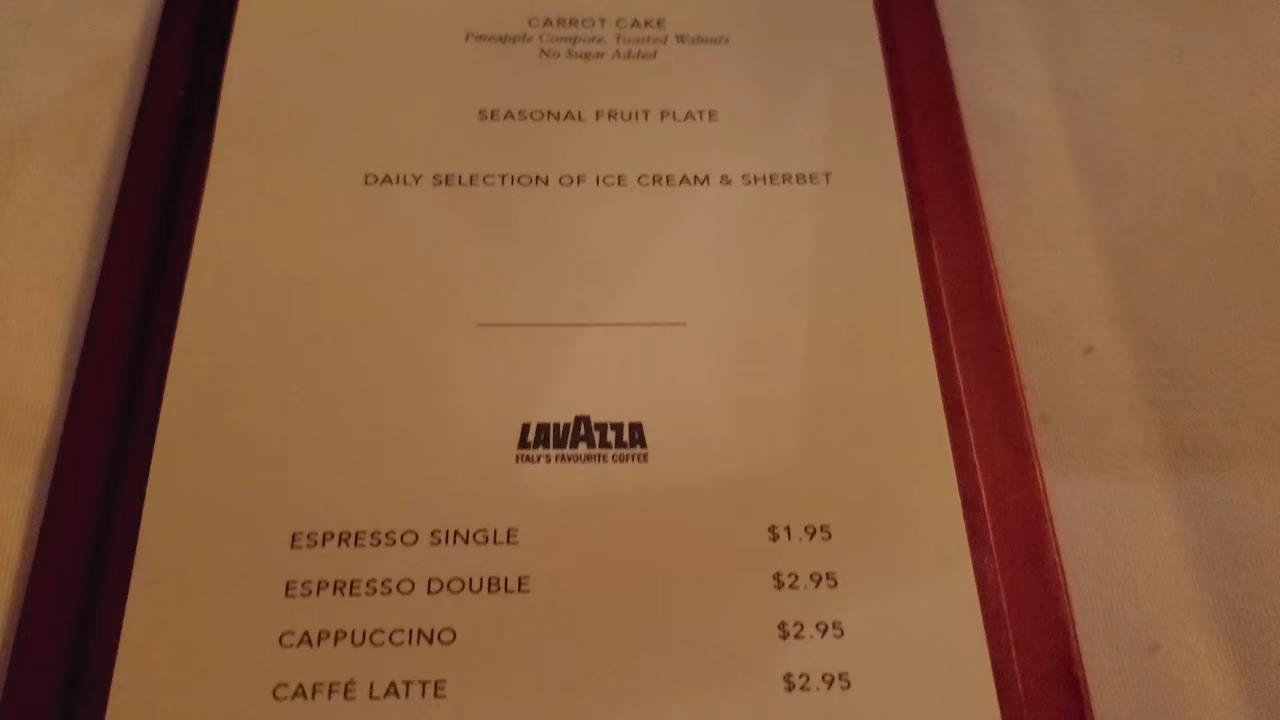 CARROT CAKE
Pineapple Compote, Toasted Walnuts
No Sugar Added
SEASONAL FRUIT PLATE
DAILY SELECTION OF ICE CREAM & SHERBET
LAVAZZA
ITALY'S FAVOURITE COFFEE
ESPRESSO SINGLE $1.95
ESPRESSO DOUBLE $2.95
CAPPUCCINO $2.95
CAFFÉ LATTE $2.95